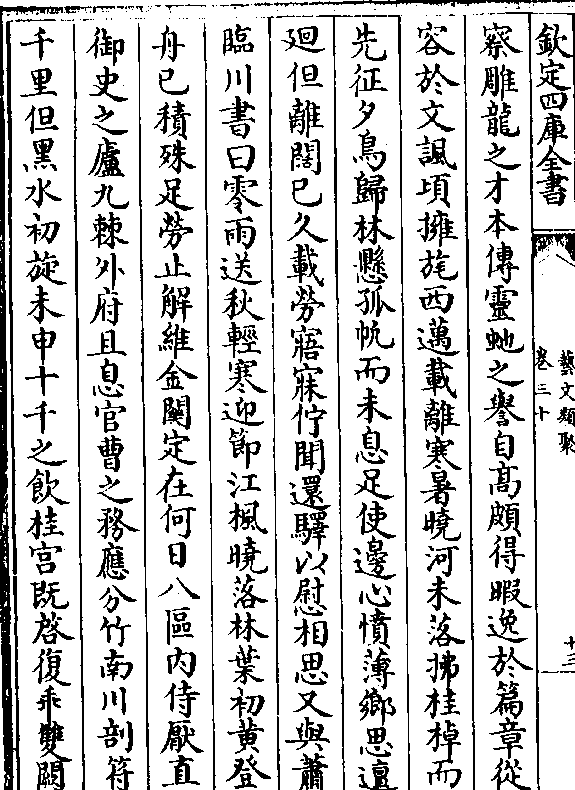 欽定四庫全書
藝文類聚
卷三十
十三
察雕龍之才本傳靈虵之譽自高頗得暇逸於篇章從
容於文諷頃擁旄西邁載離寒暑曉河未落拂桂棹而
先征夕鳥歸林懸孤帆而未息足使邊心憤薄鄉思邅
廻但離闊已久載勞寤寐佇聞還驛以慰相思又與蕭
臨川書曰零雨送秋輕寒迎節江楓曉落林葉初黄登
舟已積殊足勞止解維金闕定在何日八區内侍厭直
御史之廬九棘外府且息官曹之務應分竹南川剖符
千里但黑水初旋未申十千之飲桂宫既啓復乖雙闕